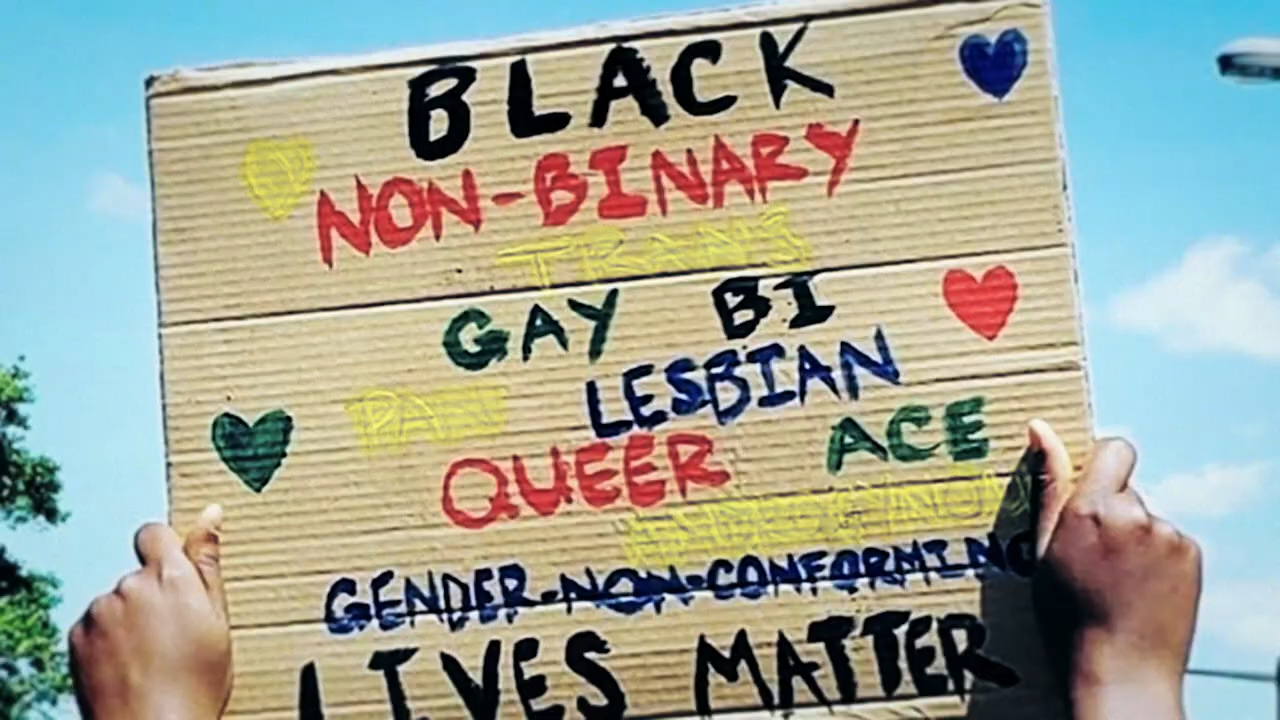 BLACK
NON-BINARY
TRANS
GAY BI
LESBIAN
PAN
ACE
QUEER
GENDER-NON-CONFORMING
LIVES MATTER